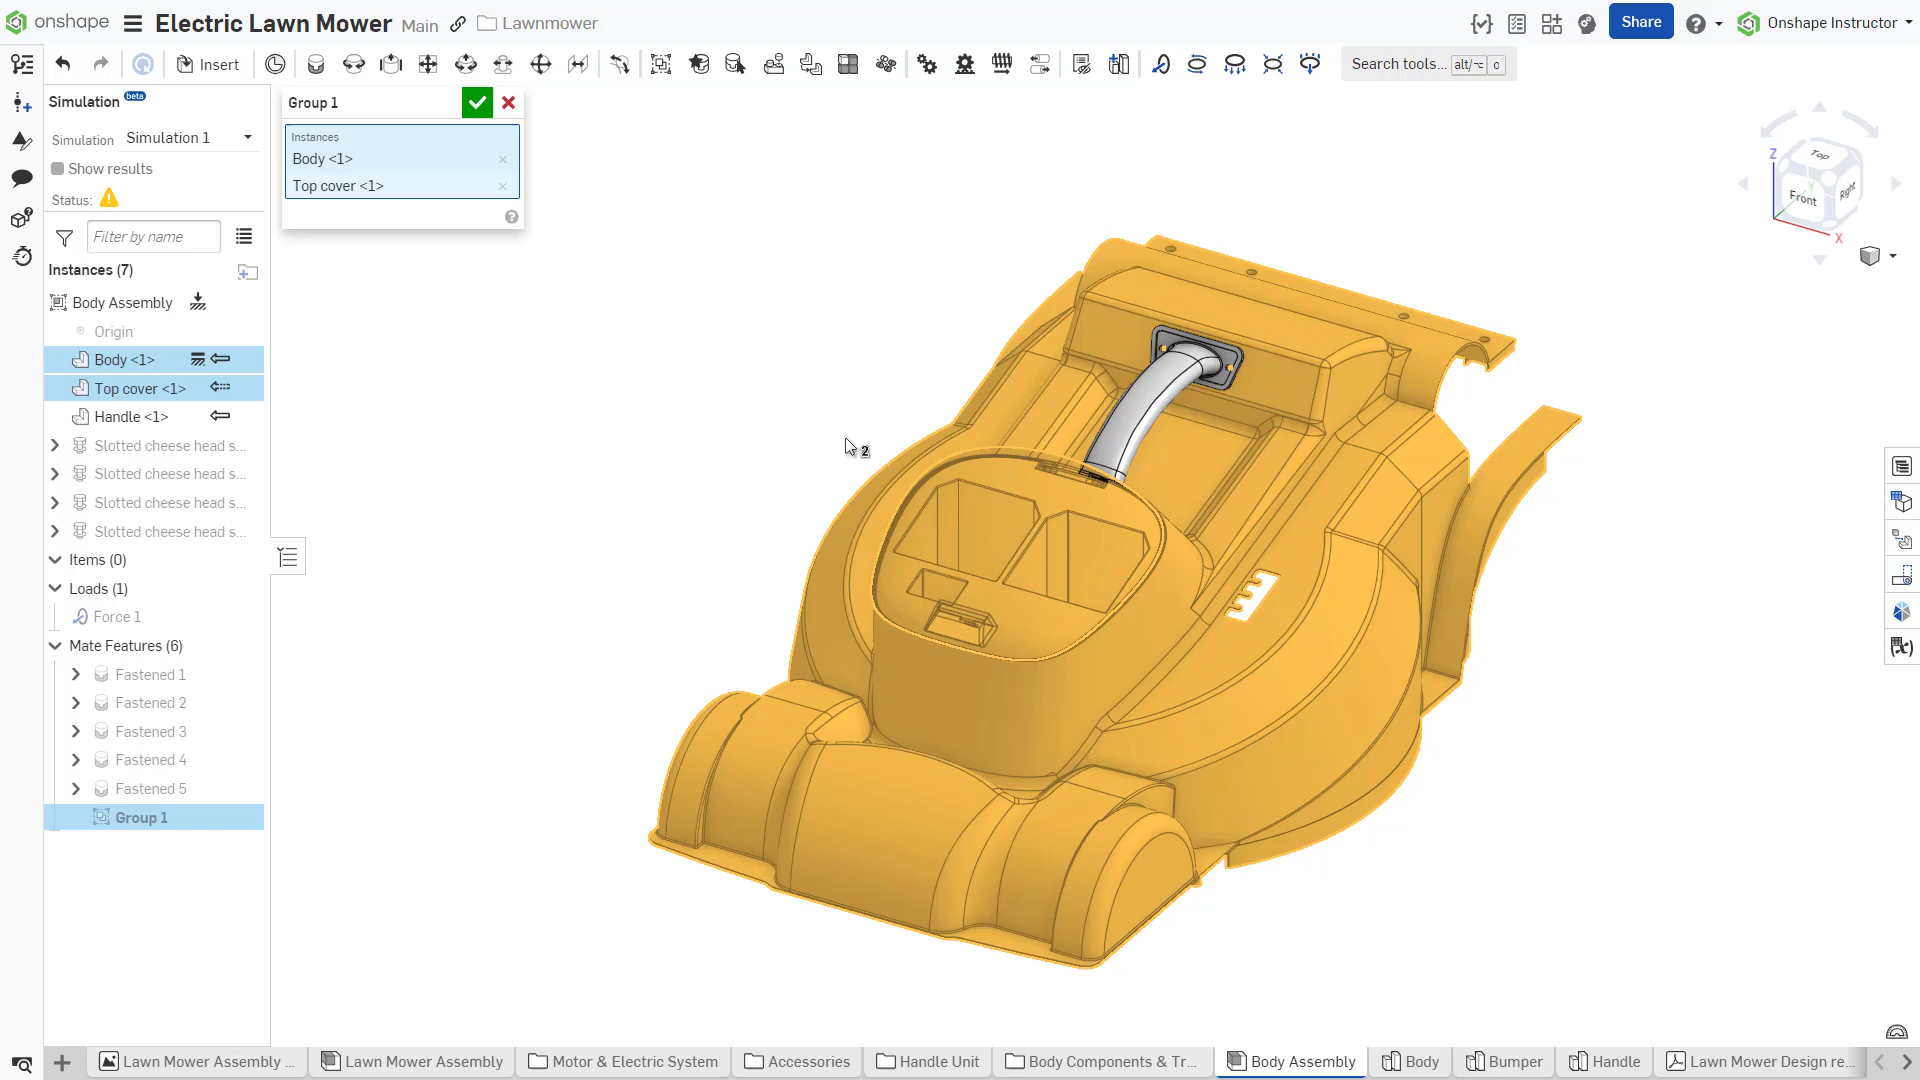 onshape Electric Lawn Mower Main Lawnmower Share Onshape Instructor
Insert Search tools... alt/⌥ c
Simulation beta
Simulation Simulation 1
Show results
Status:
Filter by name
Instances (7)
Body Assembly
Origin
Body <1>
Top cover <1>
Handle <1>
Slotted cheese head s...
Slotted cheese head s...
Slotted cheese head s...
Slotted cheese head s...
Items (0)
Loads (1)
Force 1
Mate Features (6)
Fastened 1
Fastened 2
Fastened 3
Fastened 4
Fastened 5
Group 1
Group 1
Instances
Body <1>
Top cover <1>
2
Top
Front
Right
Z
Y
X
Lawn Mower Assembly ... Lawn Mower Assembly Motor & Electric System Accessories Handle Unit Body Components & Tr... Body Assembly Body Bumper Handle Lawn Mower Design re...